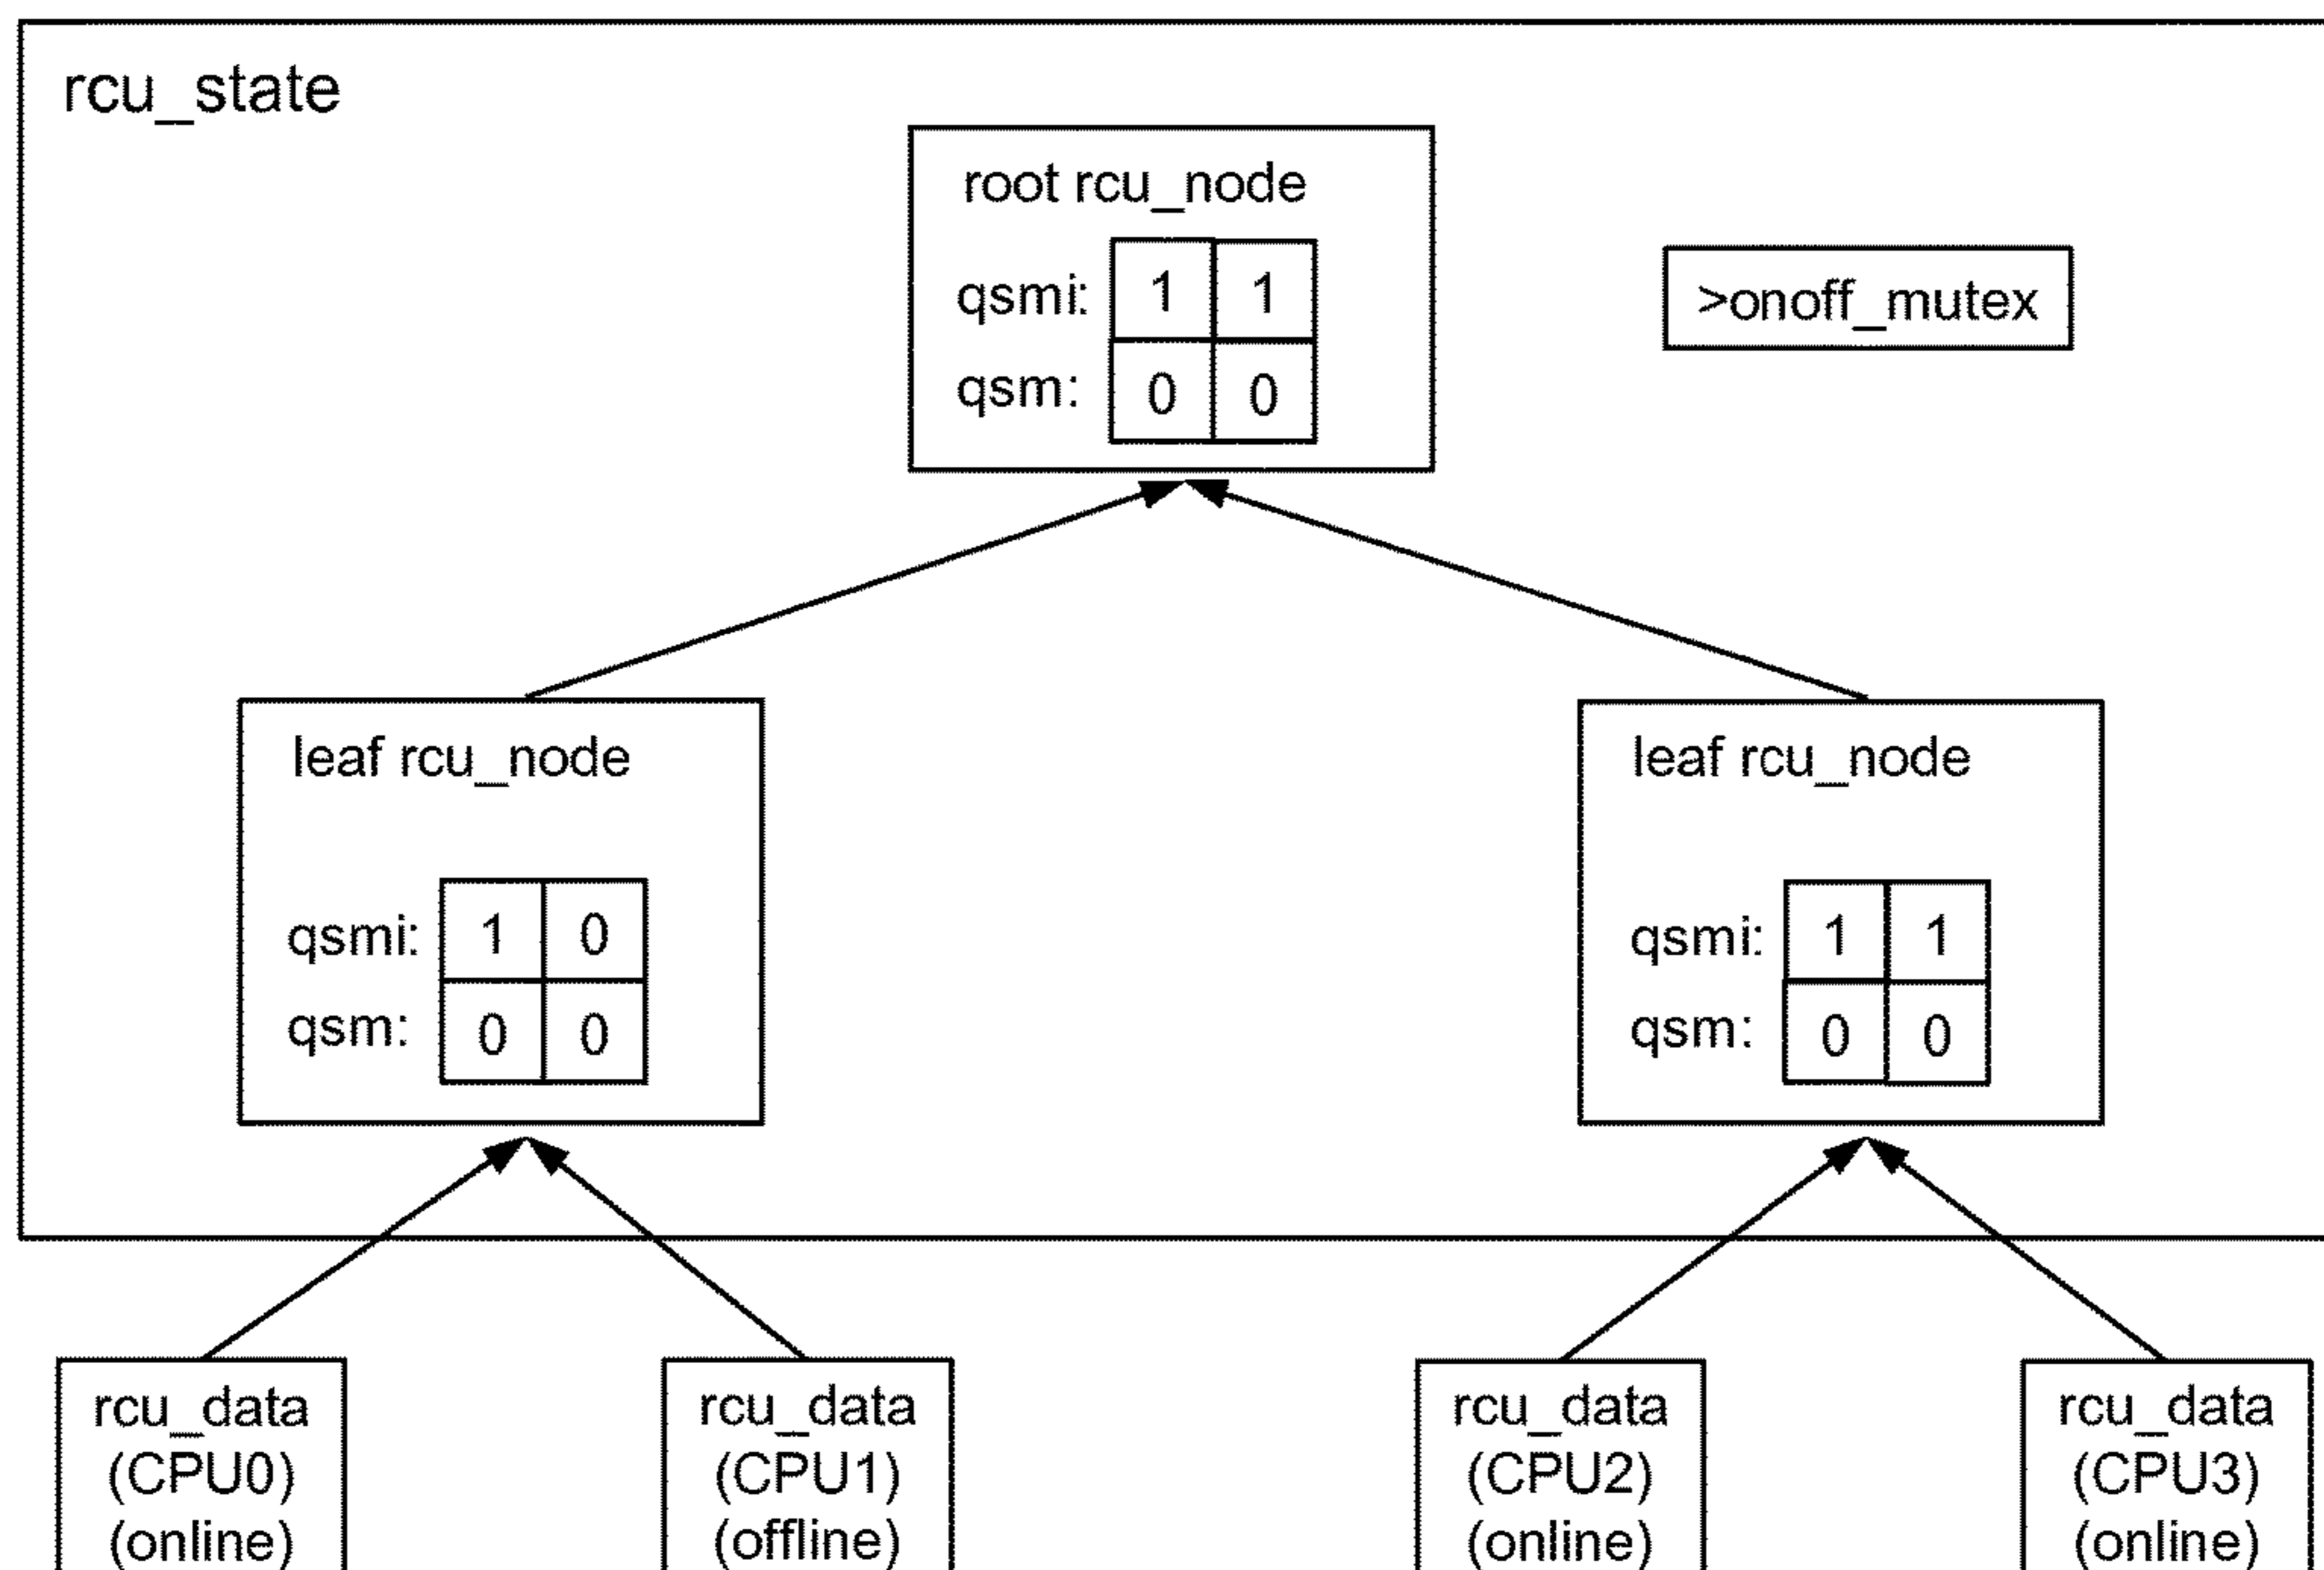 rcu_state
root rcu_node
qsmi: 1 1
qsm: 0 0
>onoff_mutex
leaf rcu_node
qsmi: 1 0
qsm: 0 0
leaf rcu_node
qsmi: 1 1
qsm: 0 0
rcu_data
(CPU0)
(online)
rcu_data
(CPU1)
(offline)
rcu_data
(CPU2)
(online)
rcu_data
(CPU3)
(online)